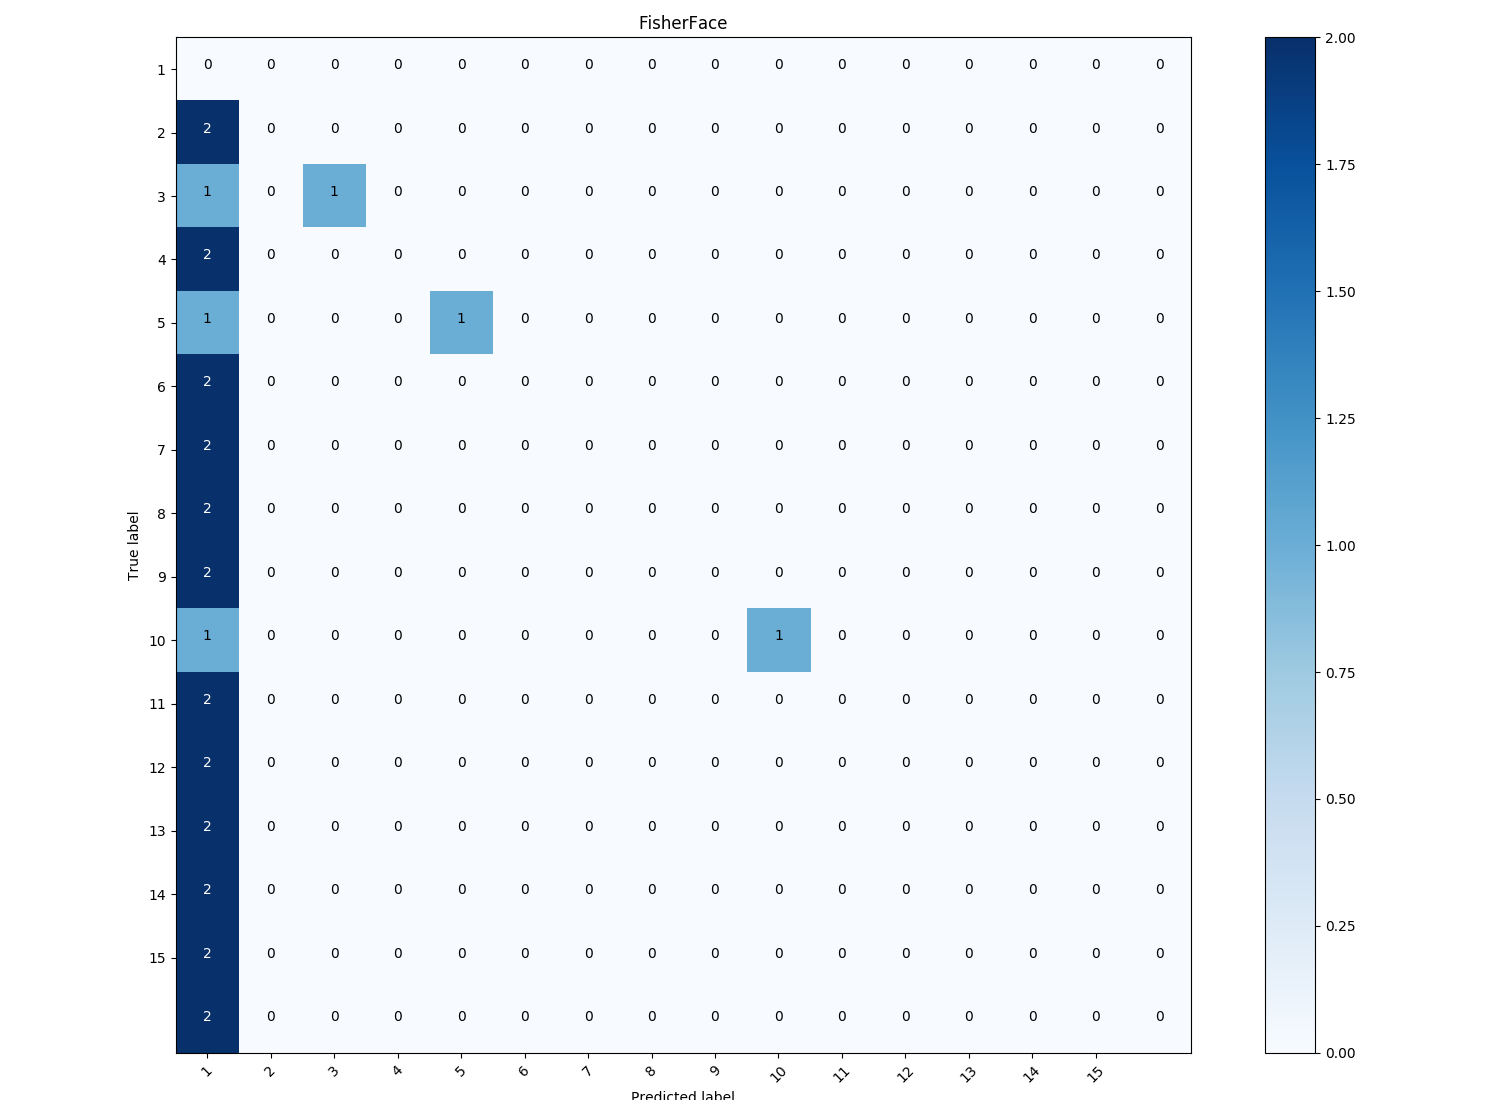 FisherFace
1 0 0 0 0 0 0 0 0 0 0 0 0 0 0 0 0
2 2 0 0 0 0 0 0 0 0 0 0 0 0 0 0 0
3 1 0 1 0 0 0 0 0 0 0 0 0 0 0 0 0
4 2 0 0 0 0 0 0 0 0 0 0 0 0 0 0 0
5 1 0 0 0 1 0 0 0 0 0 0 0 0 0 0 0
6 2 0 0 0 0 0 0 0 0 0 0 0 0 0 0 0
7 2 0 0 0 0 0 0 0 0 0 0 0 0 0 0 0
8 2 0 0 0 0 0 0 0 0 0 0 0 0 0 0 0
9 2 0 0 0 0 0 0 0 0 0 0 0 0 0 0 0
10 1 0 0 0 0 0 0 0 0 1 0 0 0 0 0 0
11 2 0 0 0 0 0 0 0 0 0 0 0 0 0 0 0
12 2 0 0 0 0 0 0 0 0 0 0 0 0 0 0 0
13 2 0 0 0 0 0 0 0 0 0 0 0 0 0 0 0
14 2 0 0 0 0 0 0 0 0 0 0 0 0 0 0 0
15 2 0 0 0 0 0 0 0 0 0 0 0 0 0 0 0
2 0 0 0 0 0 0 0 0 0 0 0 0 0 0 0
True label
1 2 3 4 5 6 7 8 9 10 11 12 13 14 15
Predicted label
2.00
1.75
1.50
1.25
1.00
0.75
0.50
0.25
0.00